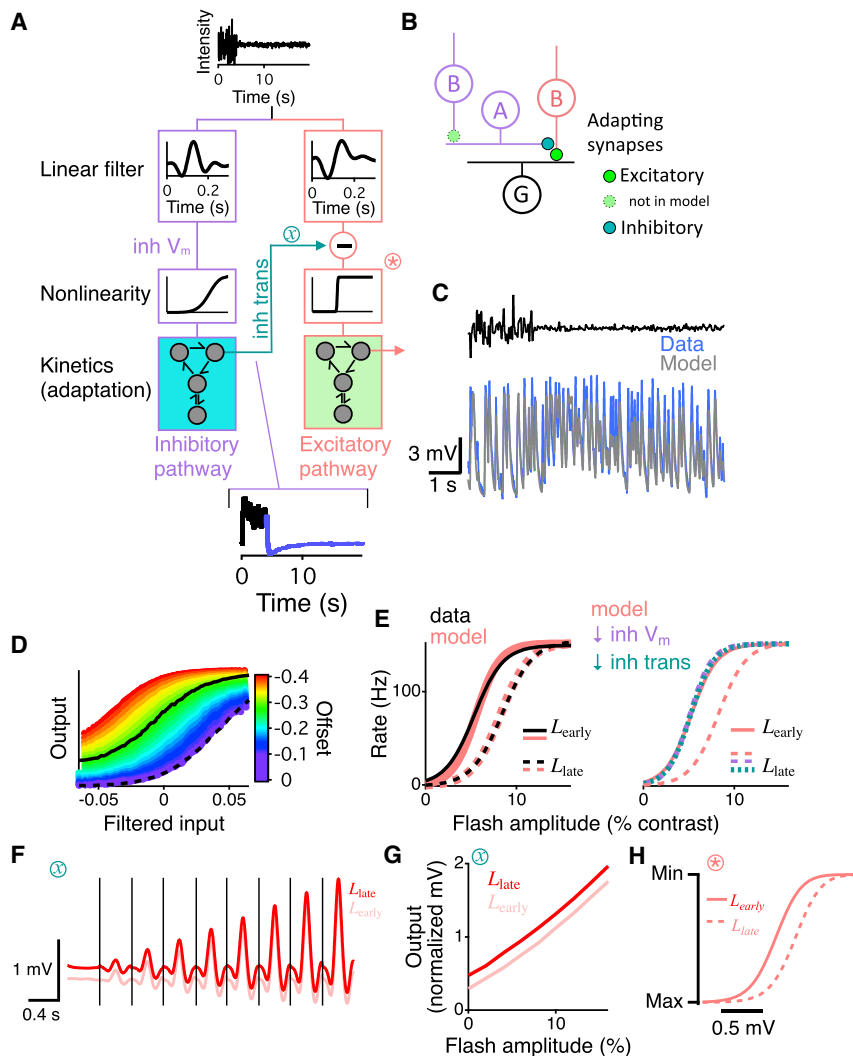 A
Intensity
0
10
Time (s)
Linear filter
0
0.2
Time (s)
0
0.2
Time (s)
inh Vm
x
inh trans
*
Nonlinearity
Kinetics
(adaptation)
Inhibitory
pathway
Excitatory
pathway
0
10
Time (s)
B
B
A
B
G
Adapting
synapses
Excitatory
not in model
Inhibitory
C
Data
Model
3 mV
1 s
D
Output
-0.05
0
0.05
Filtered input
-0.4
-0.3
-0.2
-0.1
0
Offset
E
data
model
Rate (Hz)
100
0
0
10
Learly
Llate
model
↓ inh Vm
↓ inh trans
0
10
Learly
Llate
Flash amplitude (% contrast)
F
x
Llate
Learly
1 mV
0.4 s
G
x
Output
(normalized mV)
2
1
0
0
10
Llate
Learly
Flash amplitude (%)
H
*
Min
Max
Learly
Llate
0.5 mV